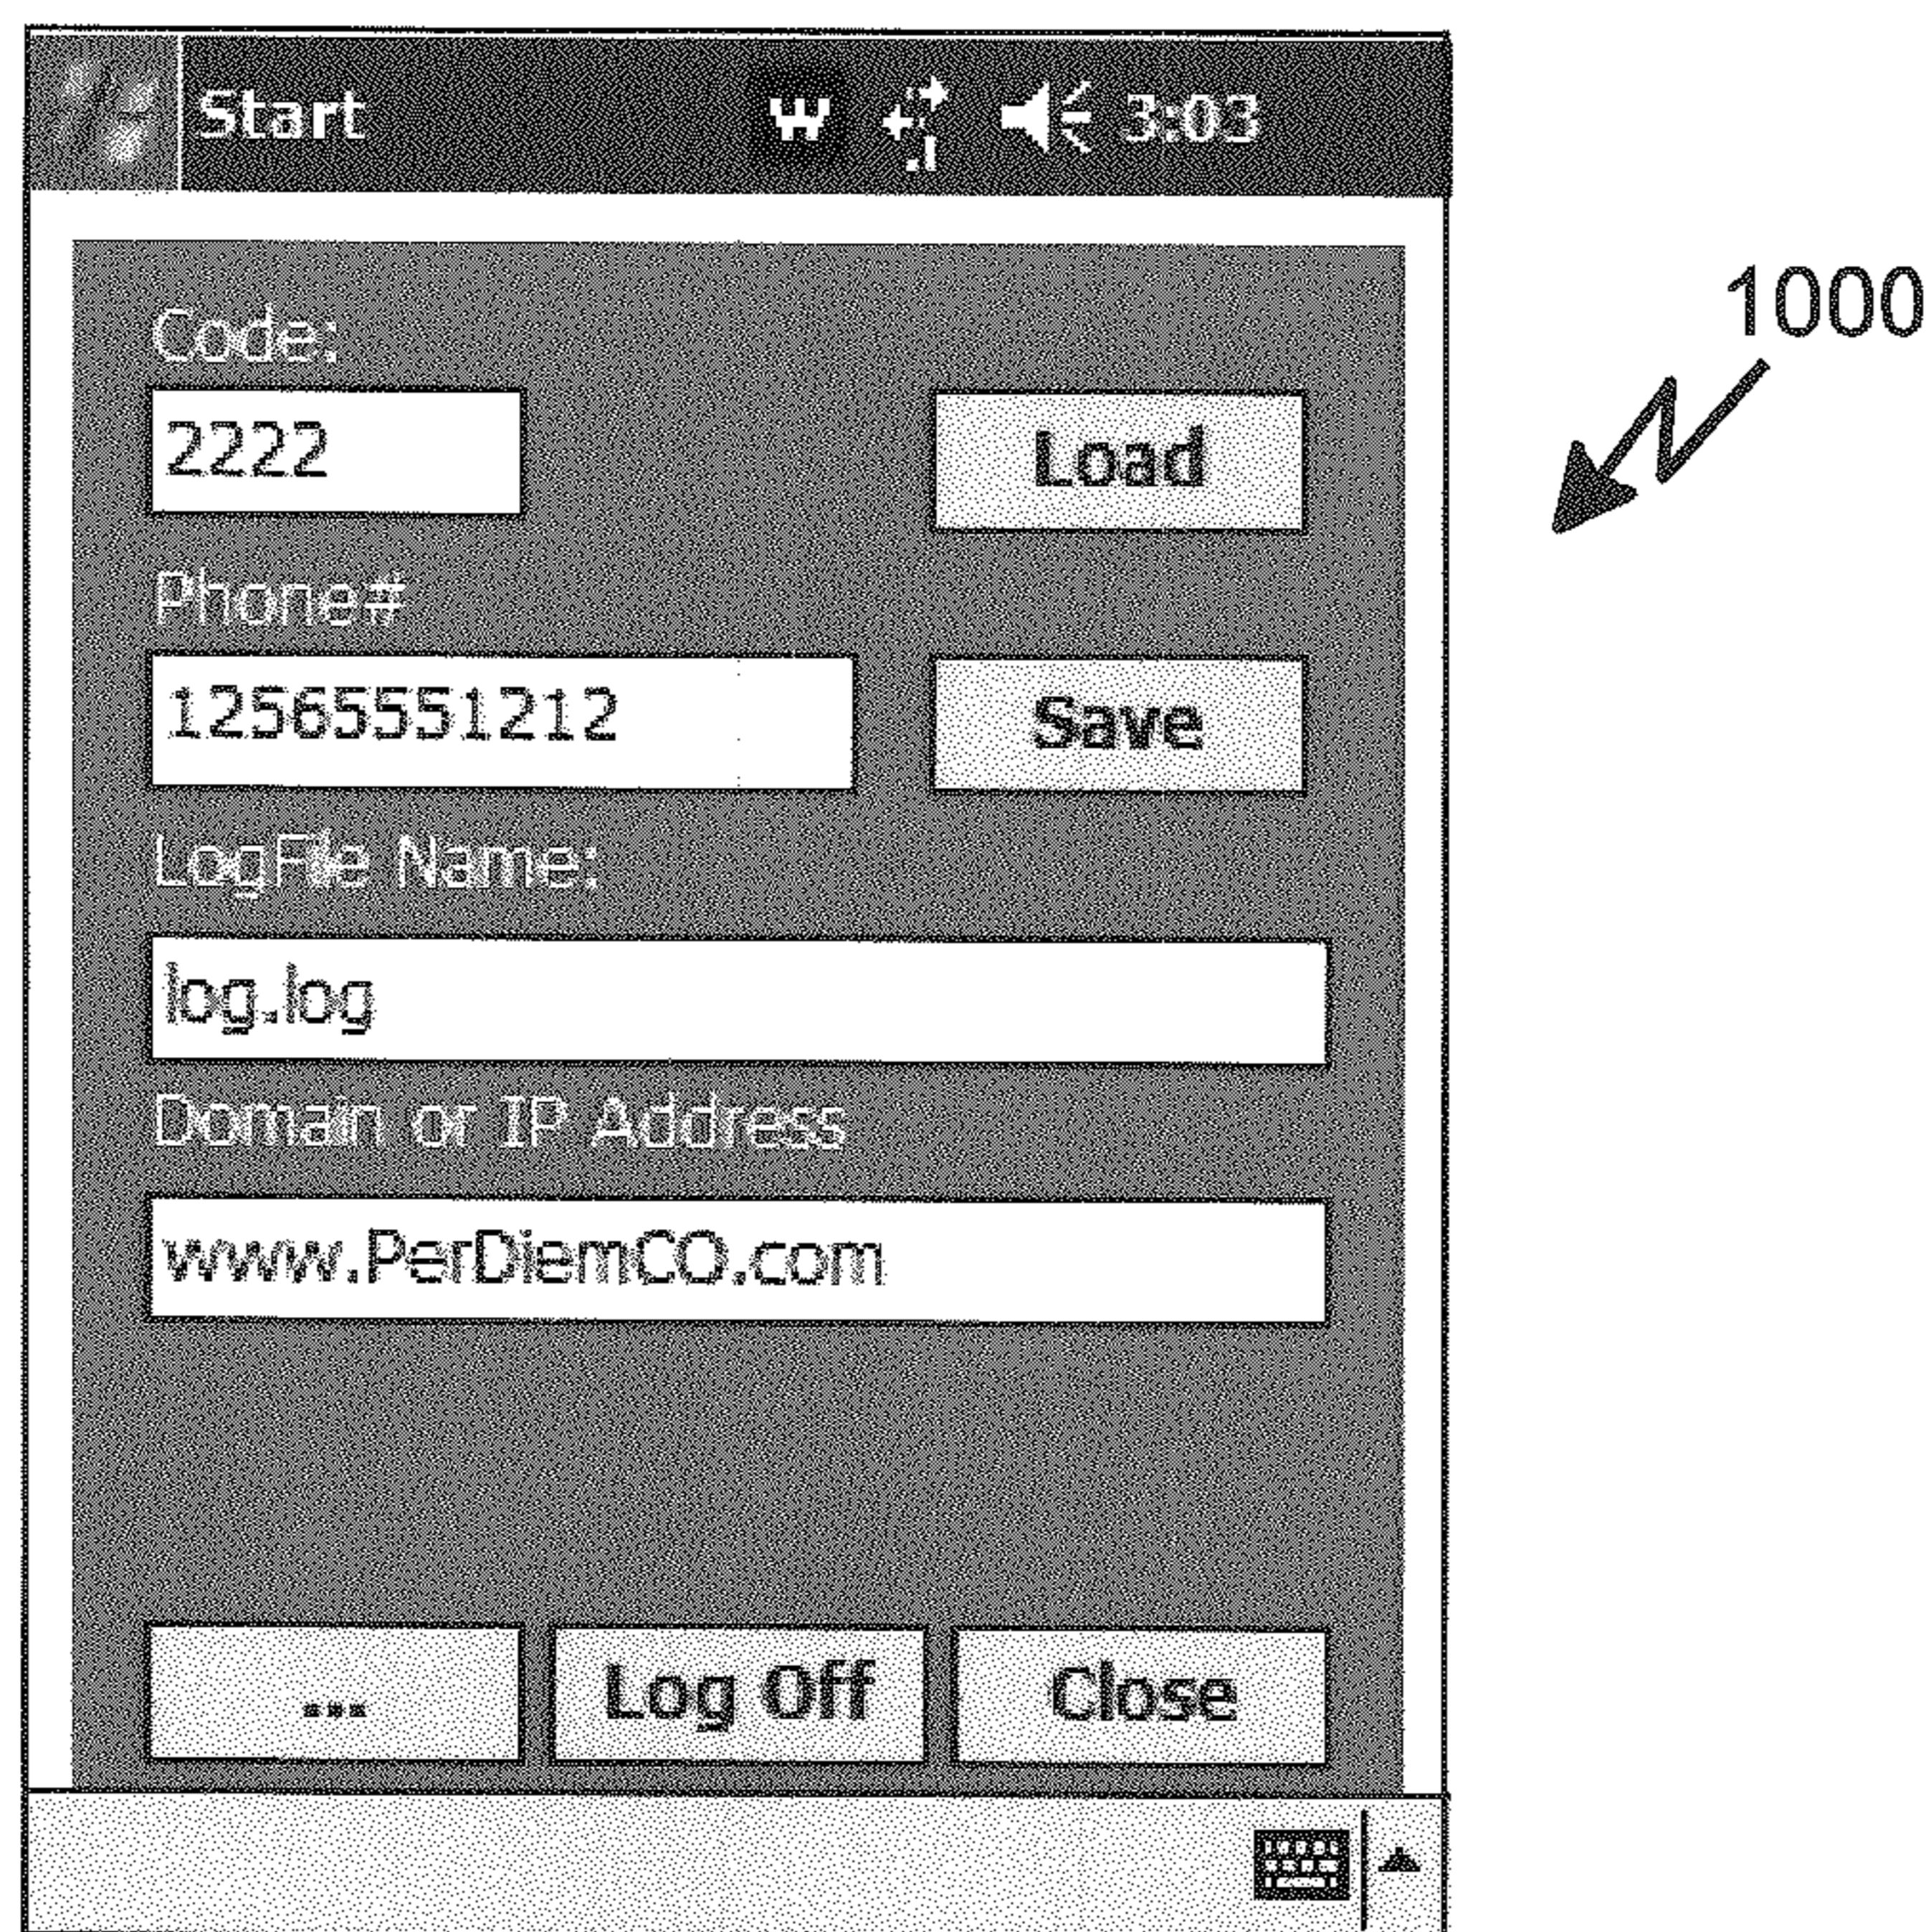 Start 3:03
1000
Code:
2222
Load
Phone#
12565551212
Save
LogFile Name:
log.log
Domain or IP Address
www.PerDiemCO.com
... Log Off Close